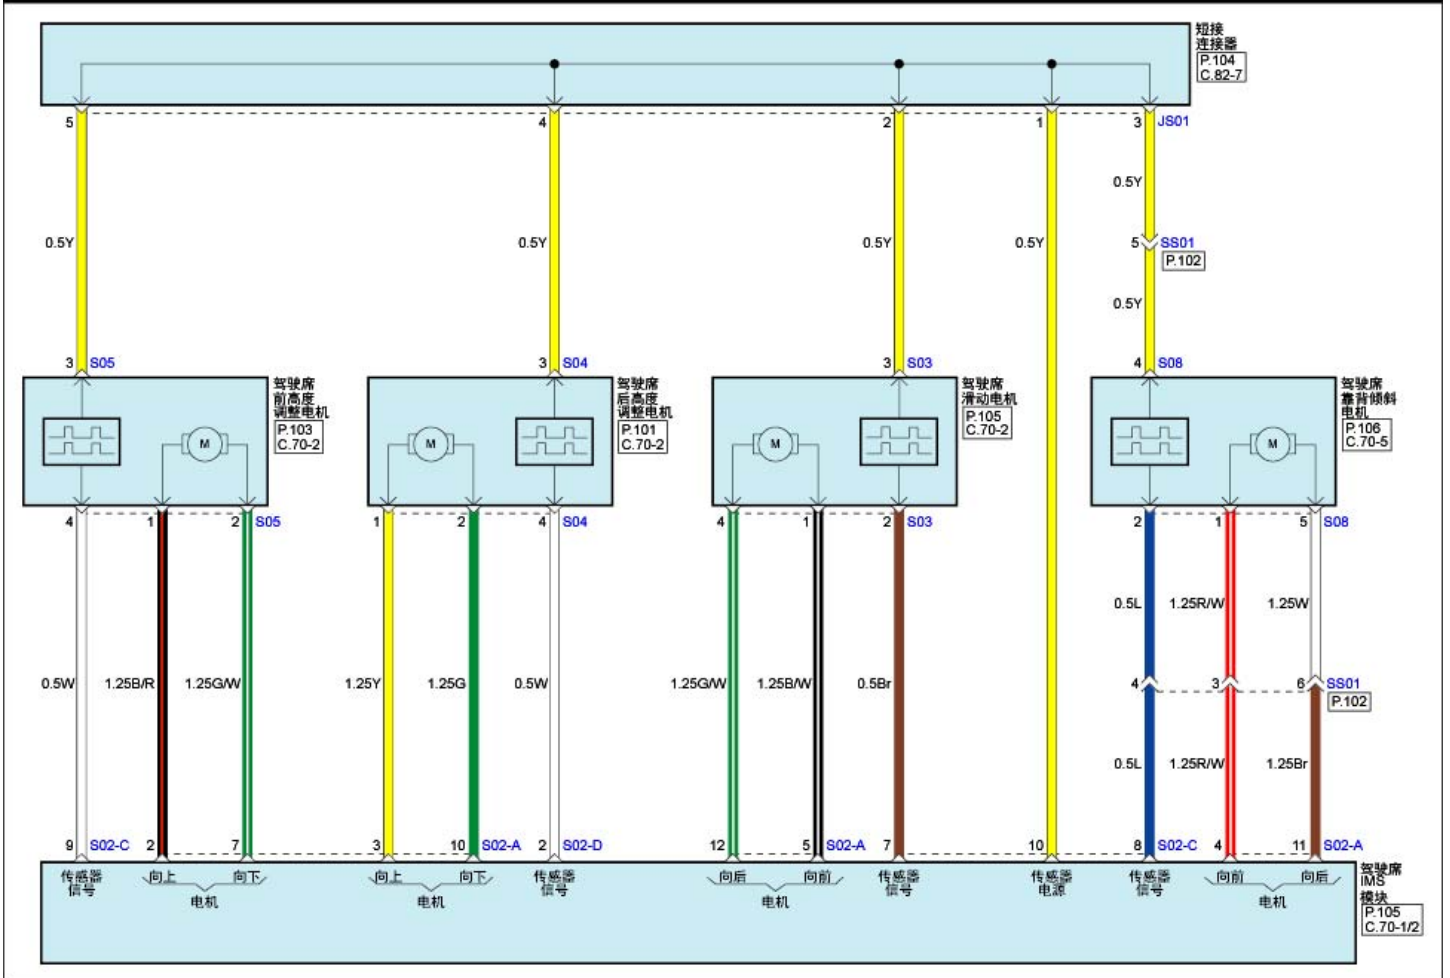 短接
连接器
P.104
C.82-7
5
4
2
1
3
JS01
0.5Y
0.5Y
0.5Y
0.5Y
0.5Y
5
SS01
P.102
0.5Y
3
S05
3
S04
3
S03
4
S08
驾驶席
前高度
调整电机
P.103
C.70-2
M
驾驶席
后高度
调整电机
P.101
C.70-2
M
驾驶席
滑动电机
P.105
C.70-2
M
驾驶席
靠背倾斜
电机
P.106
C.70-5
M
4
1
2
S05
1
2
4
S04
4
1
2
S03
2
1
5
S08
0.5L
1.25R/W
1.25W
0.5W
1.25B/R
1.25G/W
1.25Y
1.25G
0.5W
1.25G/W
1.25B/W
0.5Br
4
3
6
SS01
P.102
0.5L
1.25R/W
1.25Br
9
S02-C
2
7
3
10
S02-A
2
S02-D
12
5
S02-A
7
10
8
S02-C
4
11
S02-A
传感器
信号
向上
向下
电机
向上
向下
电机
传感器
信号
向后
向前
电机
传感器
信号
传感器
电源
传感器
信号
向前
向后
电机
驾驶席
IMS
模块
P.105
C.70-1/2